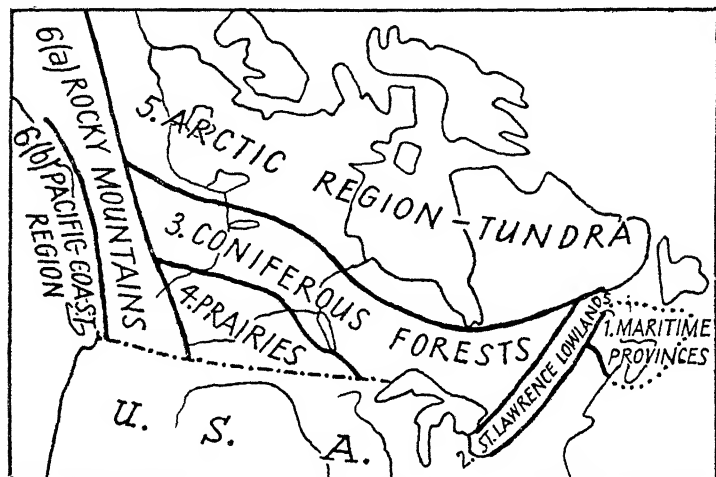 6(a) ROCKY MOUNTAINS
6(b) PACIFIC-COAST
REGION
5. ARCTIC REGION-TUNDRA
3. CONIFEROUS FORESTS
4. PRAIRIES
1. MARITIME
PROVINCES
2. ST. LAWRENCE LOWLANDS
U. S. A.